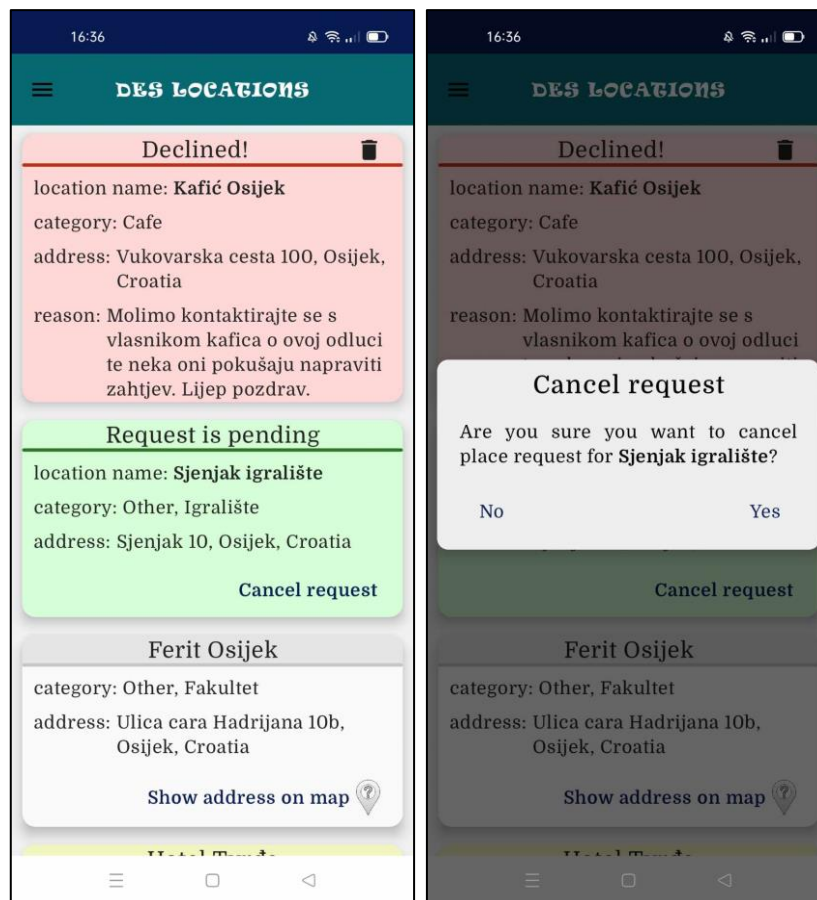 16:36
DES LOCATIONS
Declined!
location name: Kafić Osijek
category: Cafe
address: Vukovarska cesta 100, Osijek,
Croatia
reason: Molimo kontaktirajte se s
vlasnikom kafica o ovoj odluci
te neka oni pokušaju napraviti
zahtjev. Lijep pozdrav.
Request is pending
location name: Sjenjak igralište
category: Other, Igralište
address: Sjenjak 10, Osijek, Croatia
Cancel request
Ferit Osijek
category: Other, Fakultet
address: Ulica cara Hadrijana 10b,
Osijek, Croatia
Show address on map
?
Hotel
16:36
DES LOCATIONS
Declined!
location name: Kafić Osijek
category: Cafe
address: Vukovarska cesta 100, Osijek,
Croatia
reason: Molimo kontaktirajte se s
vlasnikom kafica o ovoj odluci
Cancel request
Are you sure you want to cancel
place request for Sjenjak igralište?
No Yes
Cancel request
Ferit Osijek
category: Other, Fakultet
address: Ulica cara Hadrijana 10b,
Osijek, Croatia
Show address on map
?
Hotel